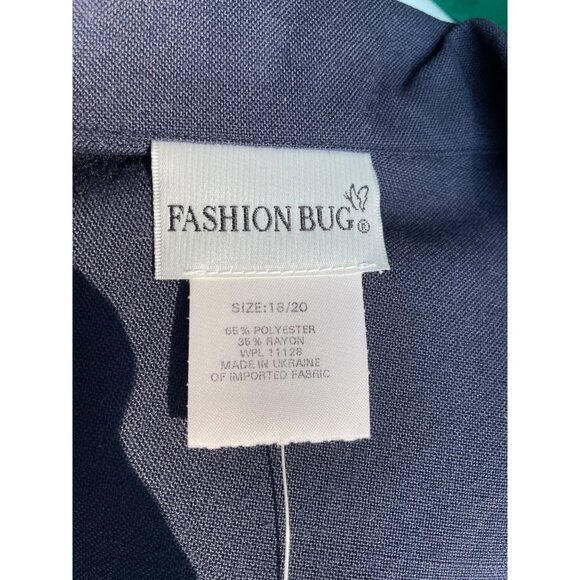 FASHION BUG®
SIZE:18/20
65% POLYESTER
35% RAYON
WPL 11128
MADE IN UKRAINE
OF IMPORTED FABRIC